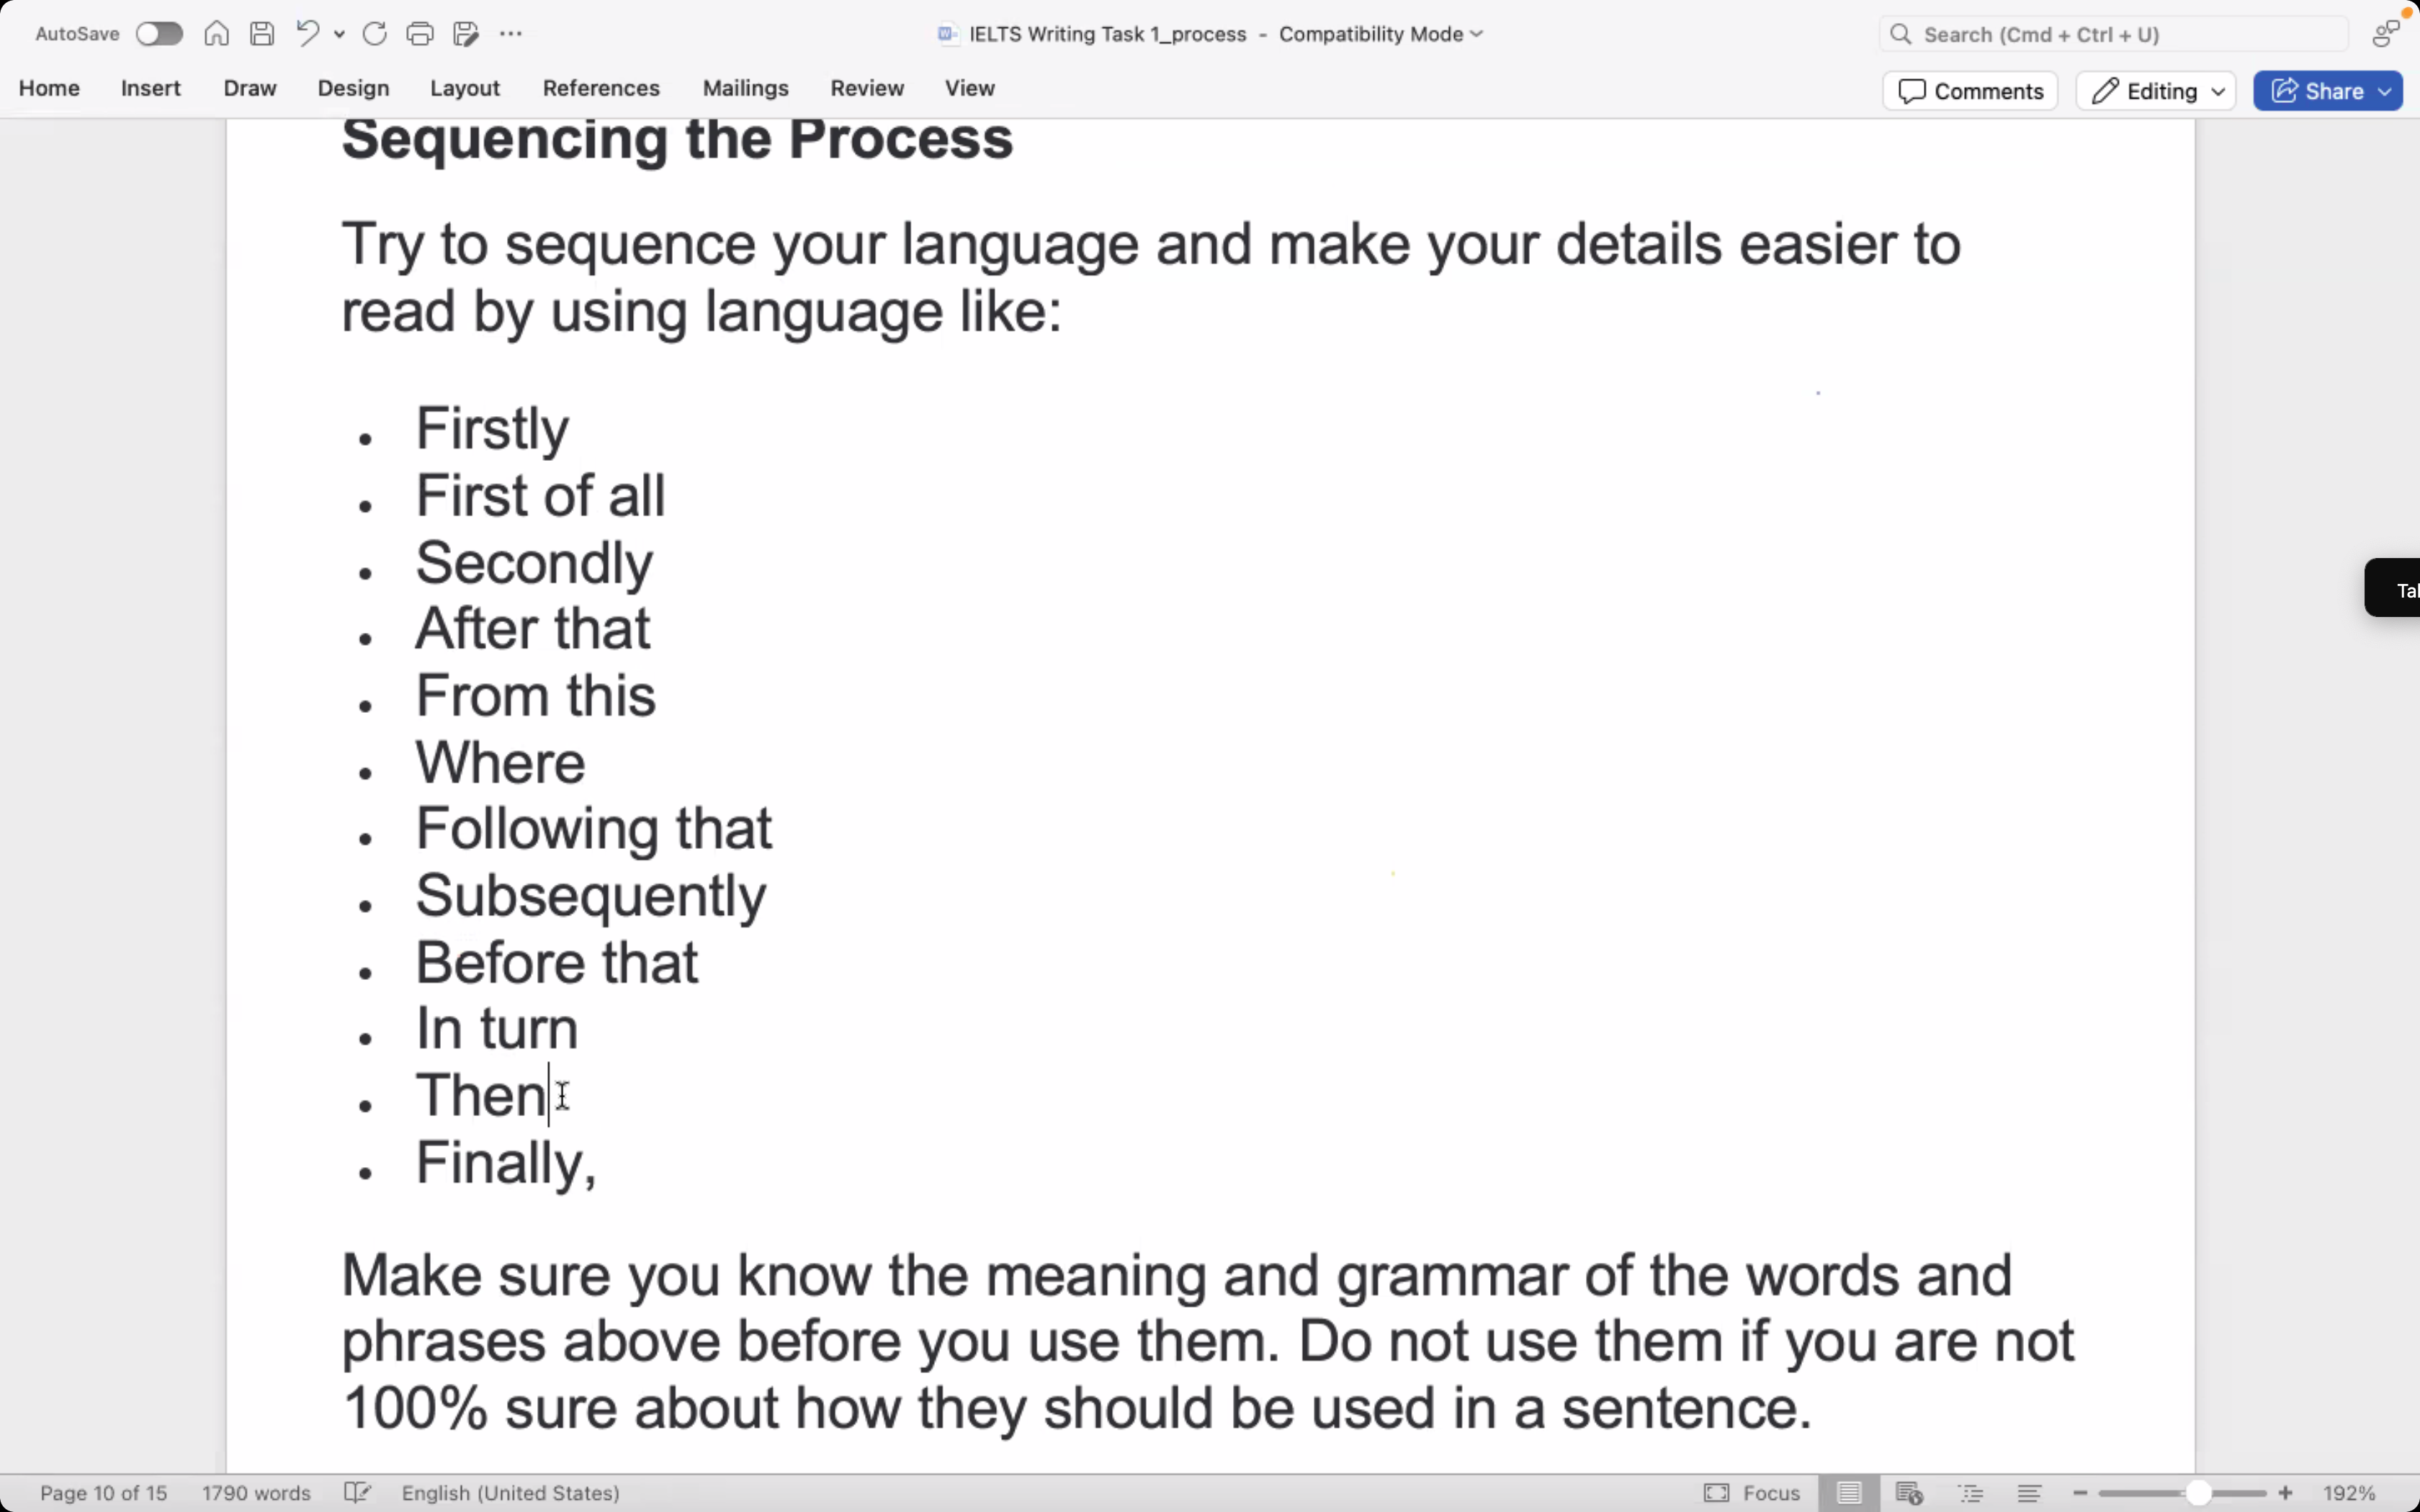 AutoSave
IELTS Writing Task 1_process - Compatibility Mode
Search (Cmd + Ctrl + U)
Home Insert Draw Design Layout References Mailings Review View
Comments Editing Share
Sequencing the Process
Try to sequence your language and make your details easier to
read by using language like:
• Firstly
• First of all
• Secondly
• After that
• From this
• Where
• Following that
• Subsequently
• Before that
• In turn
• Then
• Finally,
Make sure you know the meaning and grammar of the words and
phrases above before you use them. Do not use them if you are not
100% sure about how they should be used in a sentence.
Page 10 of 15 1790 words English (United States) Focus 192%